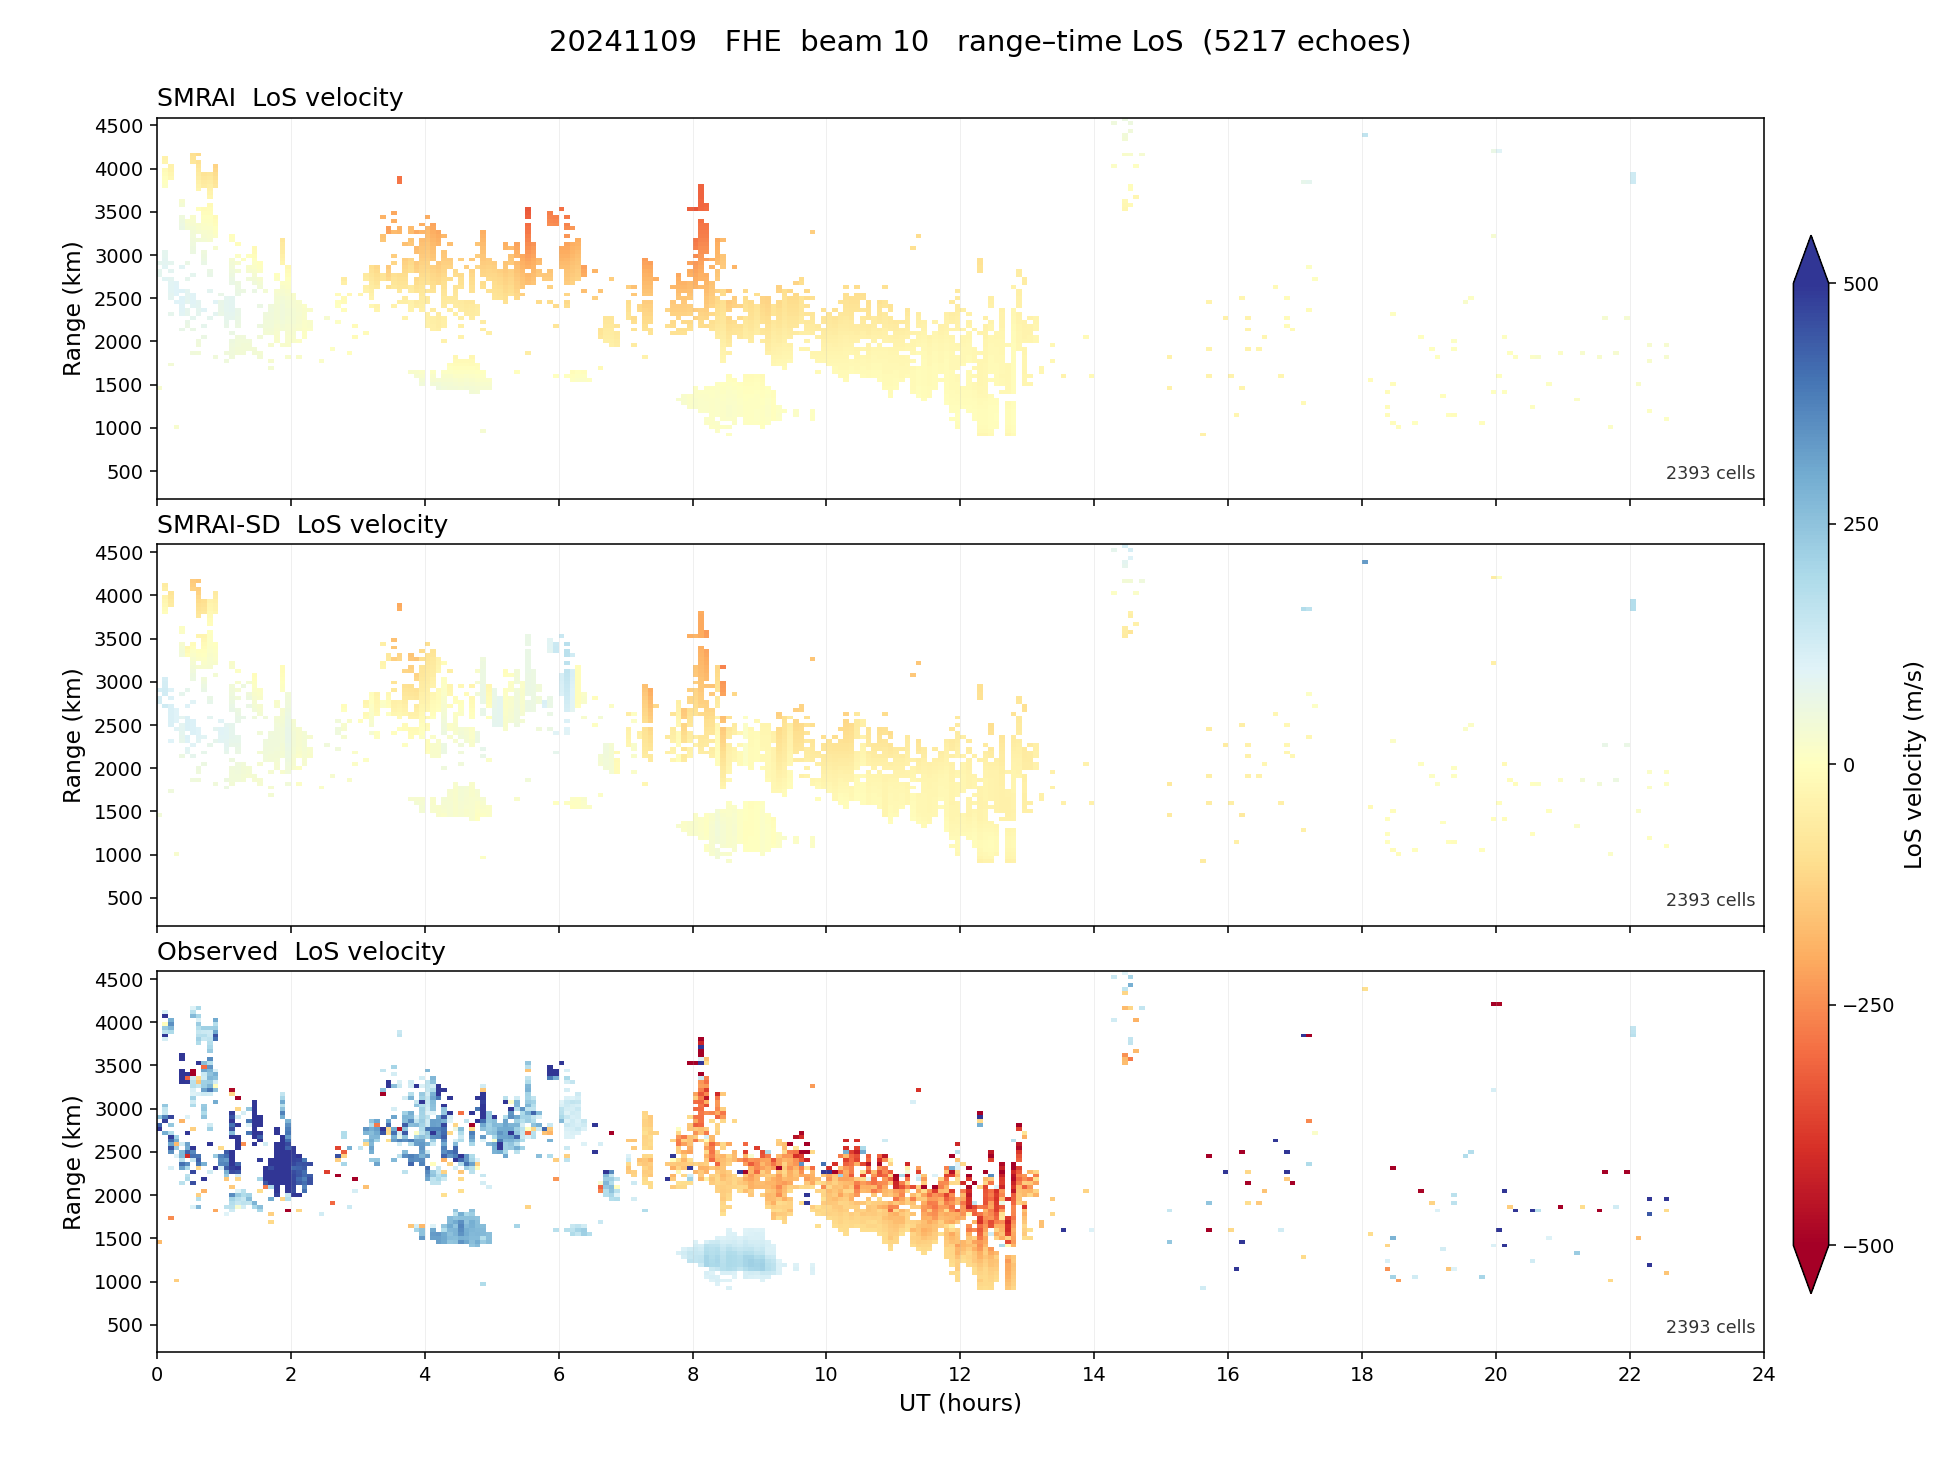 20241109   FHE  beam 10   range–time LoS  (5217 echoes)
SMRAI  LoS velocity
4500
4000
3500
3000
2500
2000
1500
1000
500
Range (km)
2393 cells
SMRAI-SD  LoS velocity
4500
4000
3500
3000
2500
2000
1500
1000
500
Range (km)
2393 cells
Observed  LoS velocity
4500
4000
3500
3000
2500
2000
1500
1000
500
Range (km)
2393 cells
0 2 4 6 8 10 12 14 16 18 20 22 24
UT (hours)
500
250
0
−250
−500
LoS velocity (m/s)